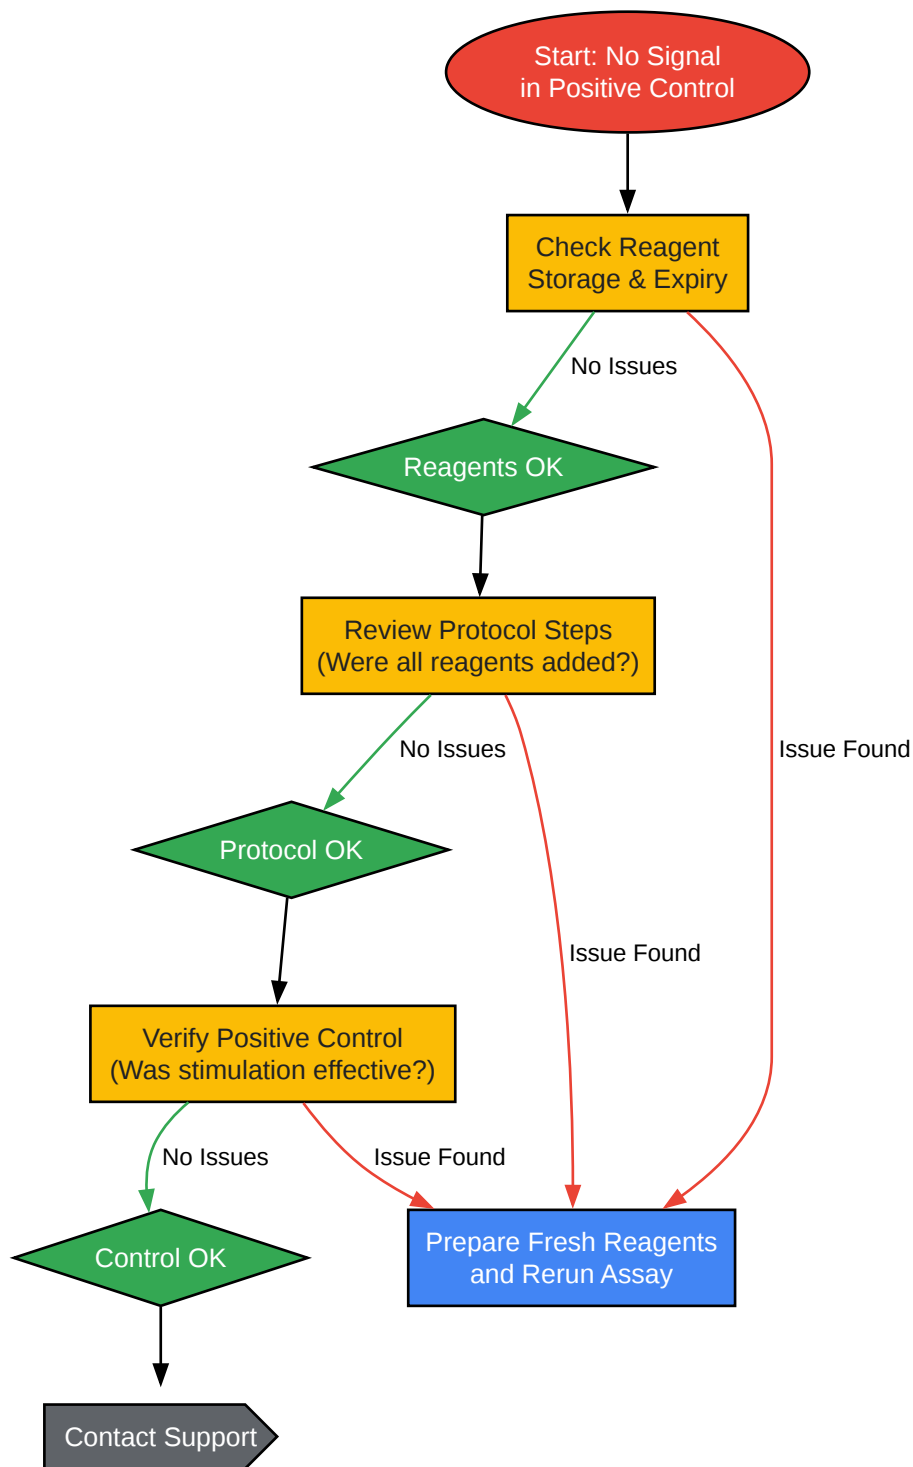 Start: No Signal
in Positive Control
Check Reagent
Storage & Expiry
No Issues
Reagents OK
Review Protocol Steps
(Were all reagents added?)
No Issues
Issue Found
Protocol OK
Issue Found
Verify Positive Control
(Was stimulation effective?)
No Issues
Issue Found
Control OK
Prepare Fresh Reagents
and Rerun Assay
Contact Support